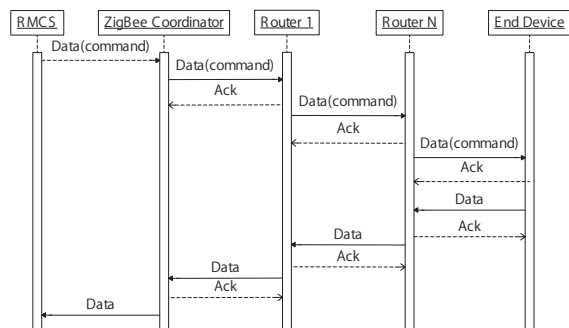 RMCS
ZigBee Coordinator
Router 1
Router N
End Device
Data(command)
Data(command)
Ack
Data(command)
Ack
Data(command)
Ack
Data
Ack
Data
Ack
Data
Ack
Data